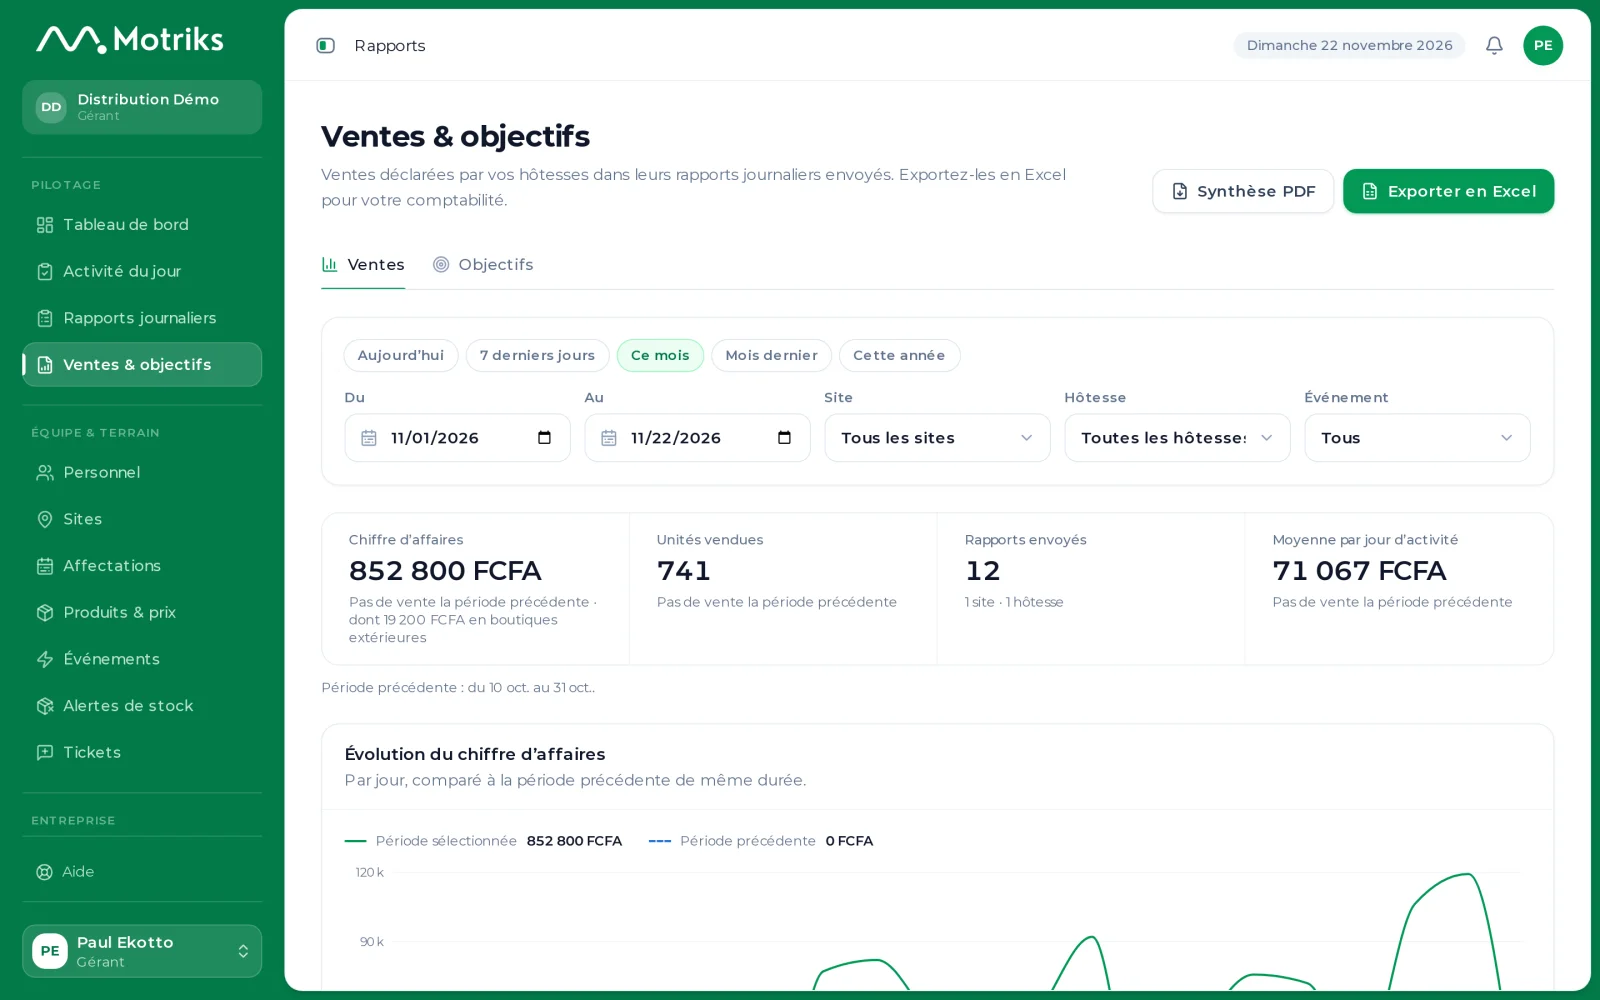 Motriks
DD
Distribution Démo
Gérant
PILOTAGE
Tableau de bord
Activité du jour
Rapports journaliers
Ventes & objectifs
ÉQUIPE & TERRAIN
Personnel
Sites
Affectations
Produits & prix
Événements
Alertes de stock
Tickets
ENTREPRISE
Aide
PE
Paul Ekotto
Gérant
Rapports
Dimanche 22 novembre 2026
PE
Ventes & objectifs
Ventes déclarées par vos hôtesses dans leurs rapports journaliers envoyés. Exportez-les en Excel
pour votre comptabilité.
Synthèse PDF
Exporter en Excel
Ventes
Objectifs
Aujourd’hui
7 derniers jours
Ce mois
Mois dernier
Cette année
Du
Au
Site
Hôtesse
Événement
11/01/2026
11/22/2026
Tous les sites
Toutes les hôtesses
Tous
Chiffre d’affaires
852 800 FCFA
Pas de vente la période précédente ·
dont 19 200 FCFA en boutiques
extérieures
Unités vendues
741
Pas de vente la période précédente
Rapports envoyés
12
1 site · 1 hôtesse
Moyenne par jour d’activité
71 067 FCFA
Pas de vente la période précédente
Période précédente : du 10 oct. au 31 oct..
Évolution du chiffre d’affaires
Par jour, comparé à la période précédente de même durée.
Période sélectionnée 852 800 FCFA
Période précédente 0 FCFA
120 k
90 k